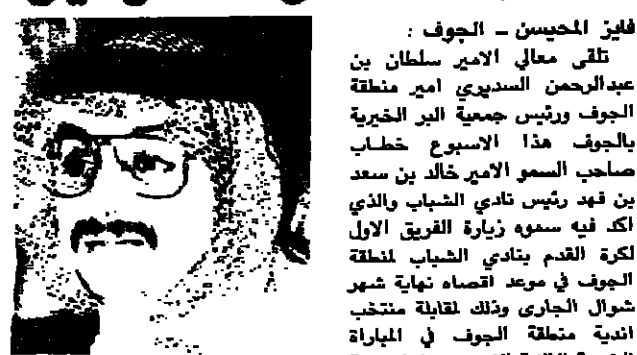 فايز المحيسن – الجوف :
تلقى معالي الامير سلطان بن
عبدالرحمن السديري امير منطقة
الجوف ورئيس جمعية البر الخيرية
بالجوف هذا الاسبوع خطاب
صاحب السمو الامير خالد بن سعد
بن فهد رئيس نادي الشباب والذي
اكد فيه سموه زيارة الفريق الاول
لكرة القدم بنادي الشباب لمنطقة
الجوف في موعد اقصاه نهاية شهر
شوال الجارى وذلك لمقابلة منتخب
اندية منطقة الجوف في المباراة